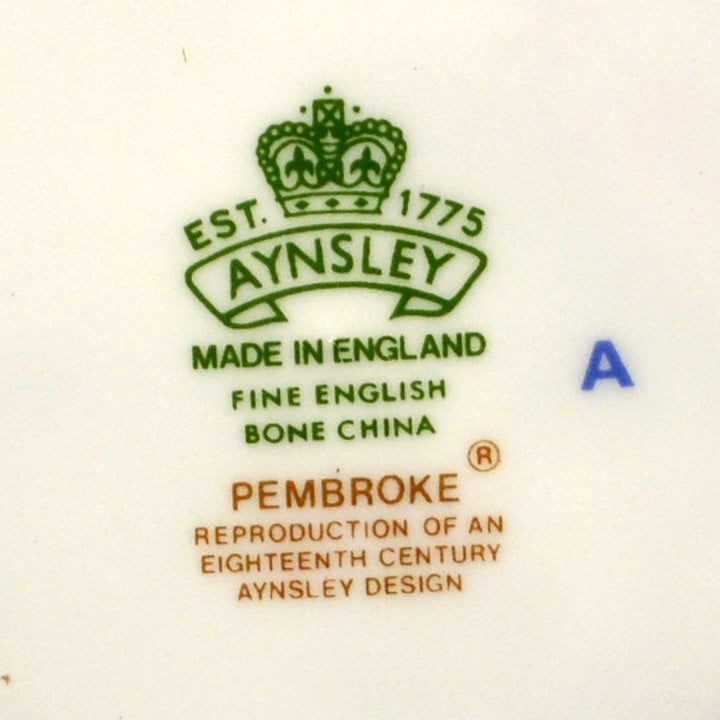 EST. 1775
AYNSLEY
MADE IN ENGLAND
FINE ENGLISH
BONE CHINA
A
PEMBROKE ®
REPRODUCTION OF AN
EIGHTEENTH CENTURY
AYNSLEY DESIGN